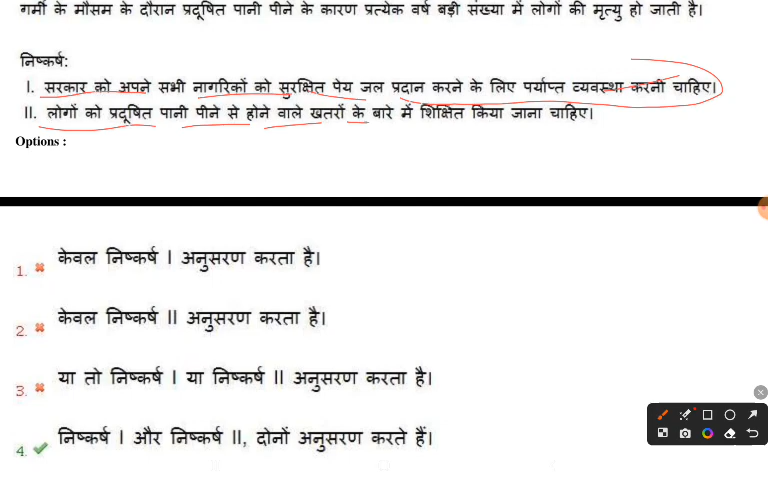 गर्मी के मौसम के दौरान प्रदूषित पानी पीने के कारण प्रत्येक वर्ष बड़ी संख्या में लोगों की मृत्यु हो जाती है।
निष्कर्ष:
I. सरकार को अपने सभी नागरिकों को सुरक्षित पेय जल प्रदान करने के लिए पर्याप्त व्यवस्था करनी चाहिए।
II. लोगों को प्रदूषित पानी पीने से होने वाले खतरों के बारे में शिक्षित किया जाना चाहिए।
Options :
1. केवल निष्कर्ष I अनुसरण करता है।
2. केवल निष्कर्ष II अनुसरण करता है।
3. या तो निष्कर्ष I या निष्कर्ष II अनुसरण करता है।
4. निष्कर्ष I और निष्कर्ष II, दोनों अनुसरण करते हैं।